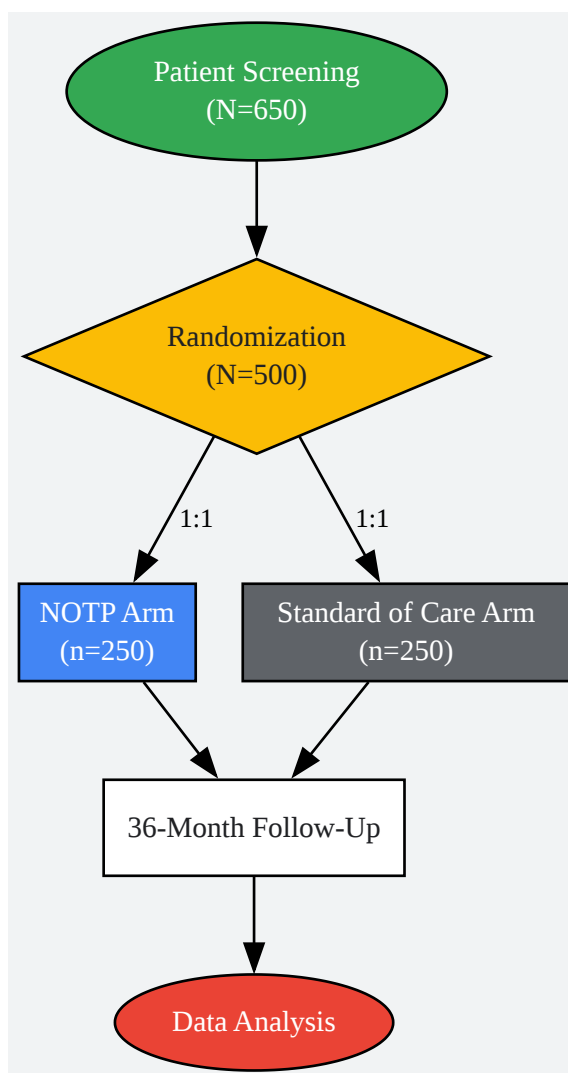 Patient Screening
(N=650)
Randomization
(N=500)
1:1
1:1
NOTP Arm
(n=250)
Standard of Care Arm
(n=250)
36-Month Follow-Up
Data Analysis